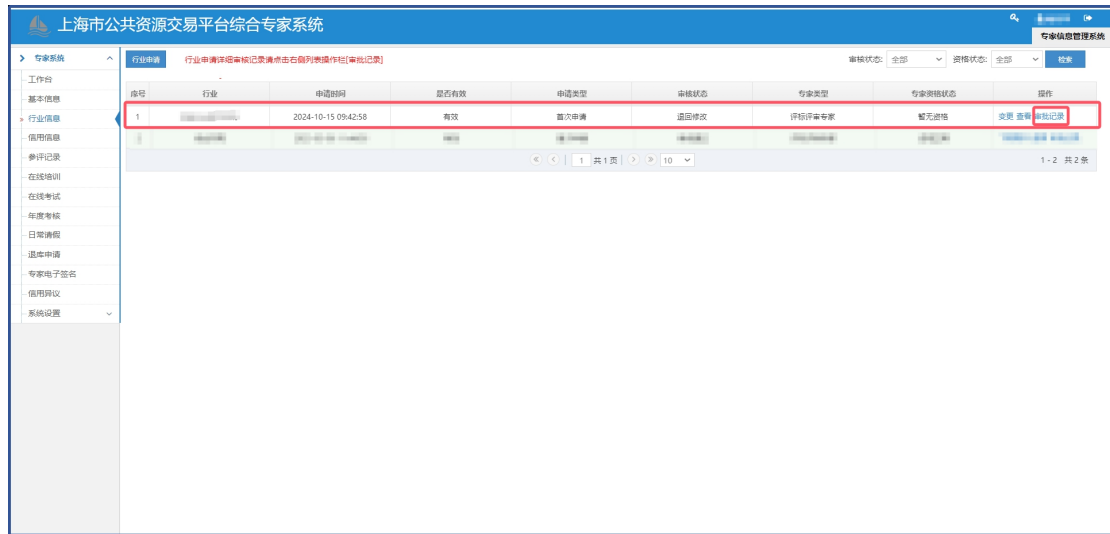 上海市公共资源交易平台综合专家系统
专家信息管理系统
专家系统
工作台
基本信息
行业信息
信用信息
参评记录
在线培训
在线考试
年度考核
日常请假
退库申请
专家电子签名
信用异议
系统设置
行业申请 行业申请详细审核记录请点击右侧列表操作栏[审批记录] 审核状态: 全部 资格状态: 全部 检索
序号 行业 申请时间 是否有效 申请类型 审核状态 专家类型 专家资格状态 操作
1 2024-10-15 09:42:58 有效 首次申请 退回修改 评标评审专家 暂无资格 变更 查看 审批记录
1 共1页 10 1-2 共2条